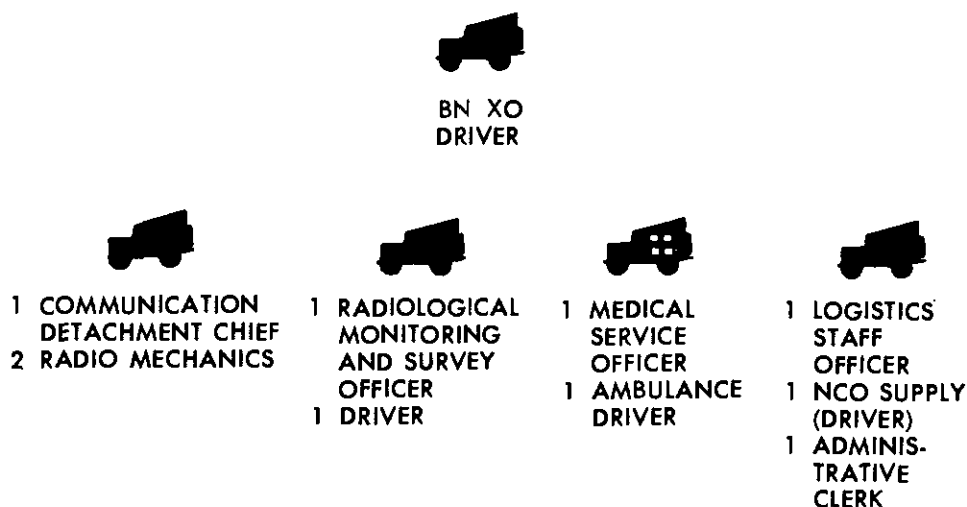 BN XO
DRIVER
1 COMMUNICATION
DETACHMENT CHIEF
2 RADIO MECHANICS
1 RADIOLOGICAL
MONITORING
AND SURVEY
OFFICER
1 DRIVER
1 MEDICAL
SERVICE
OFFICER
1 AMBULANCE
DRIVER
1 LOGISTICS
STAFF
OFFICER
1 NCO SUPPLY
(DRIVER)
1 ADMINIS-
TRATIVE
CLERK